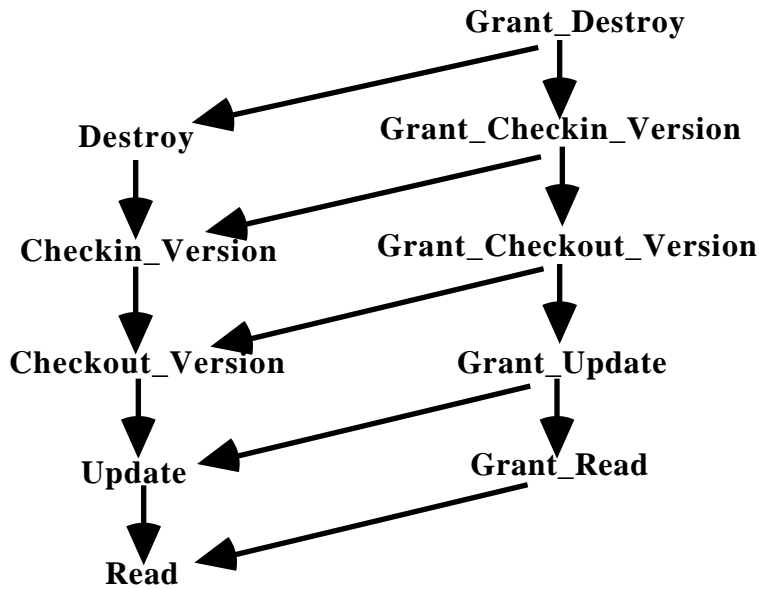 Grant_Destroy
Destroy
Grant_Checkin_Version
Checkin_Version
Grant_Checkout_Version
Checkout_Version
Grant_Update
Update
Grant_Read
Read